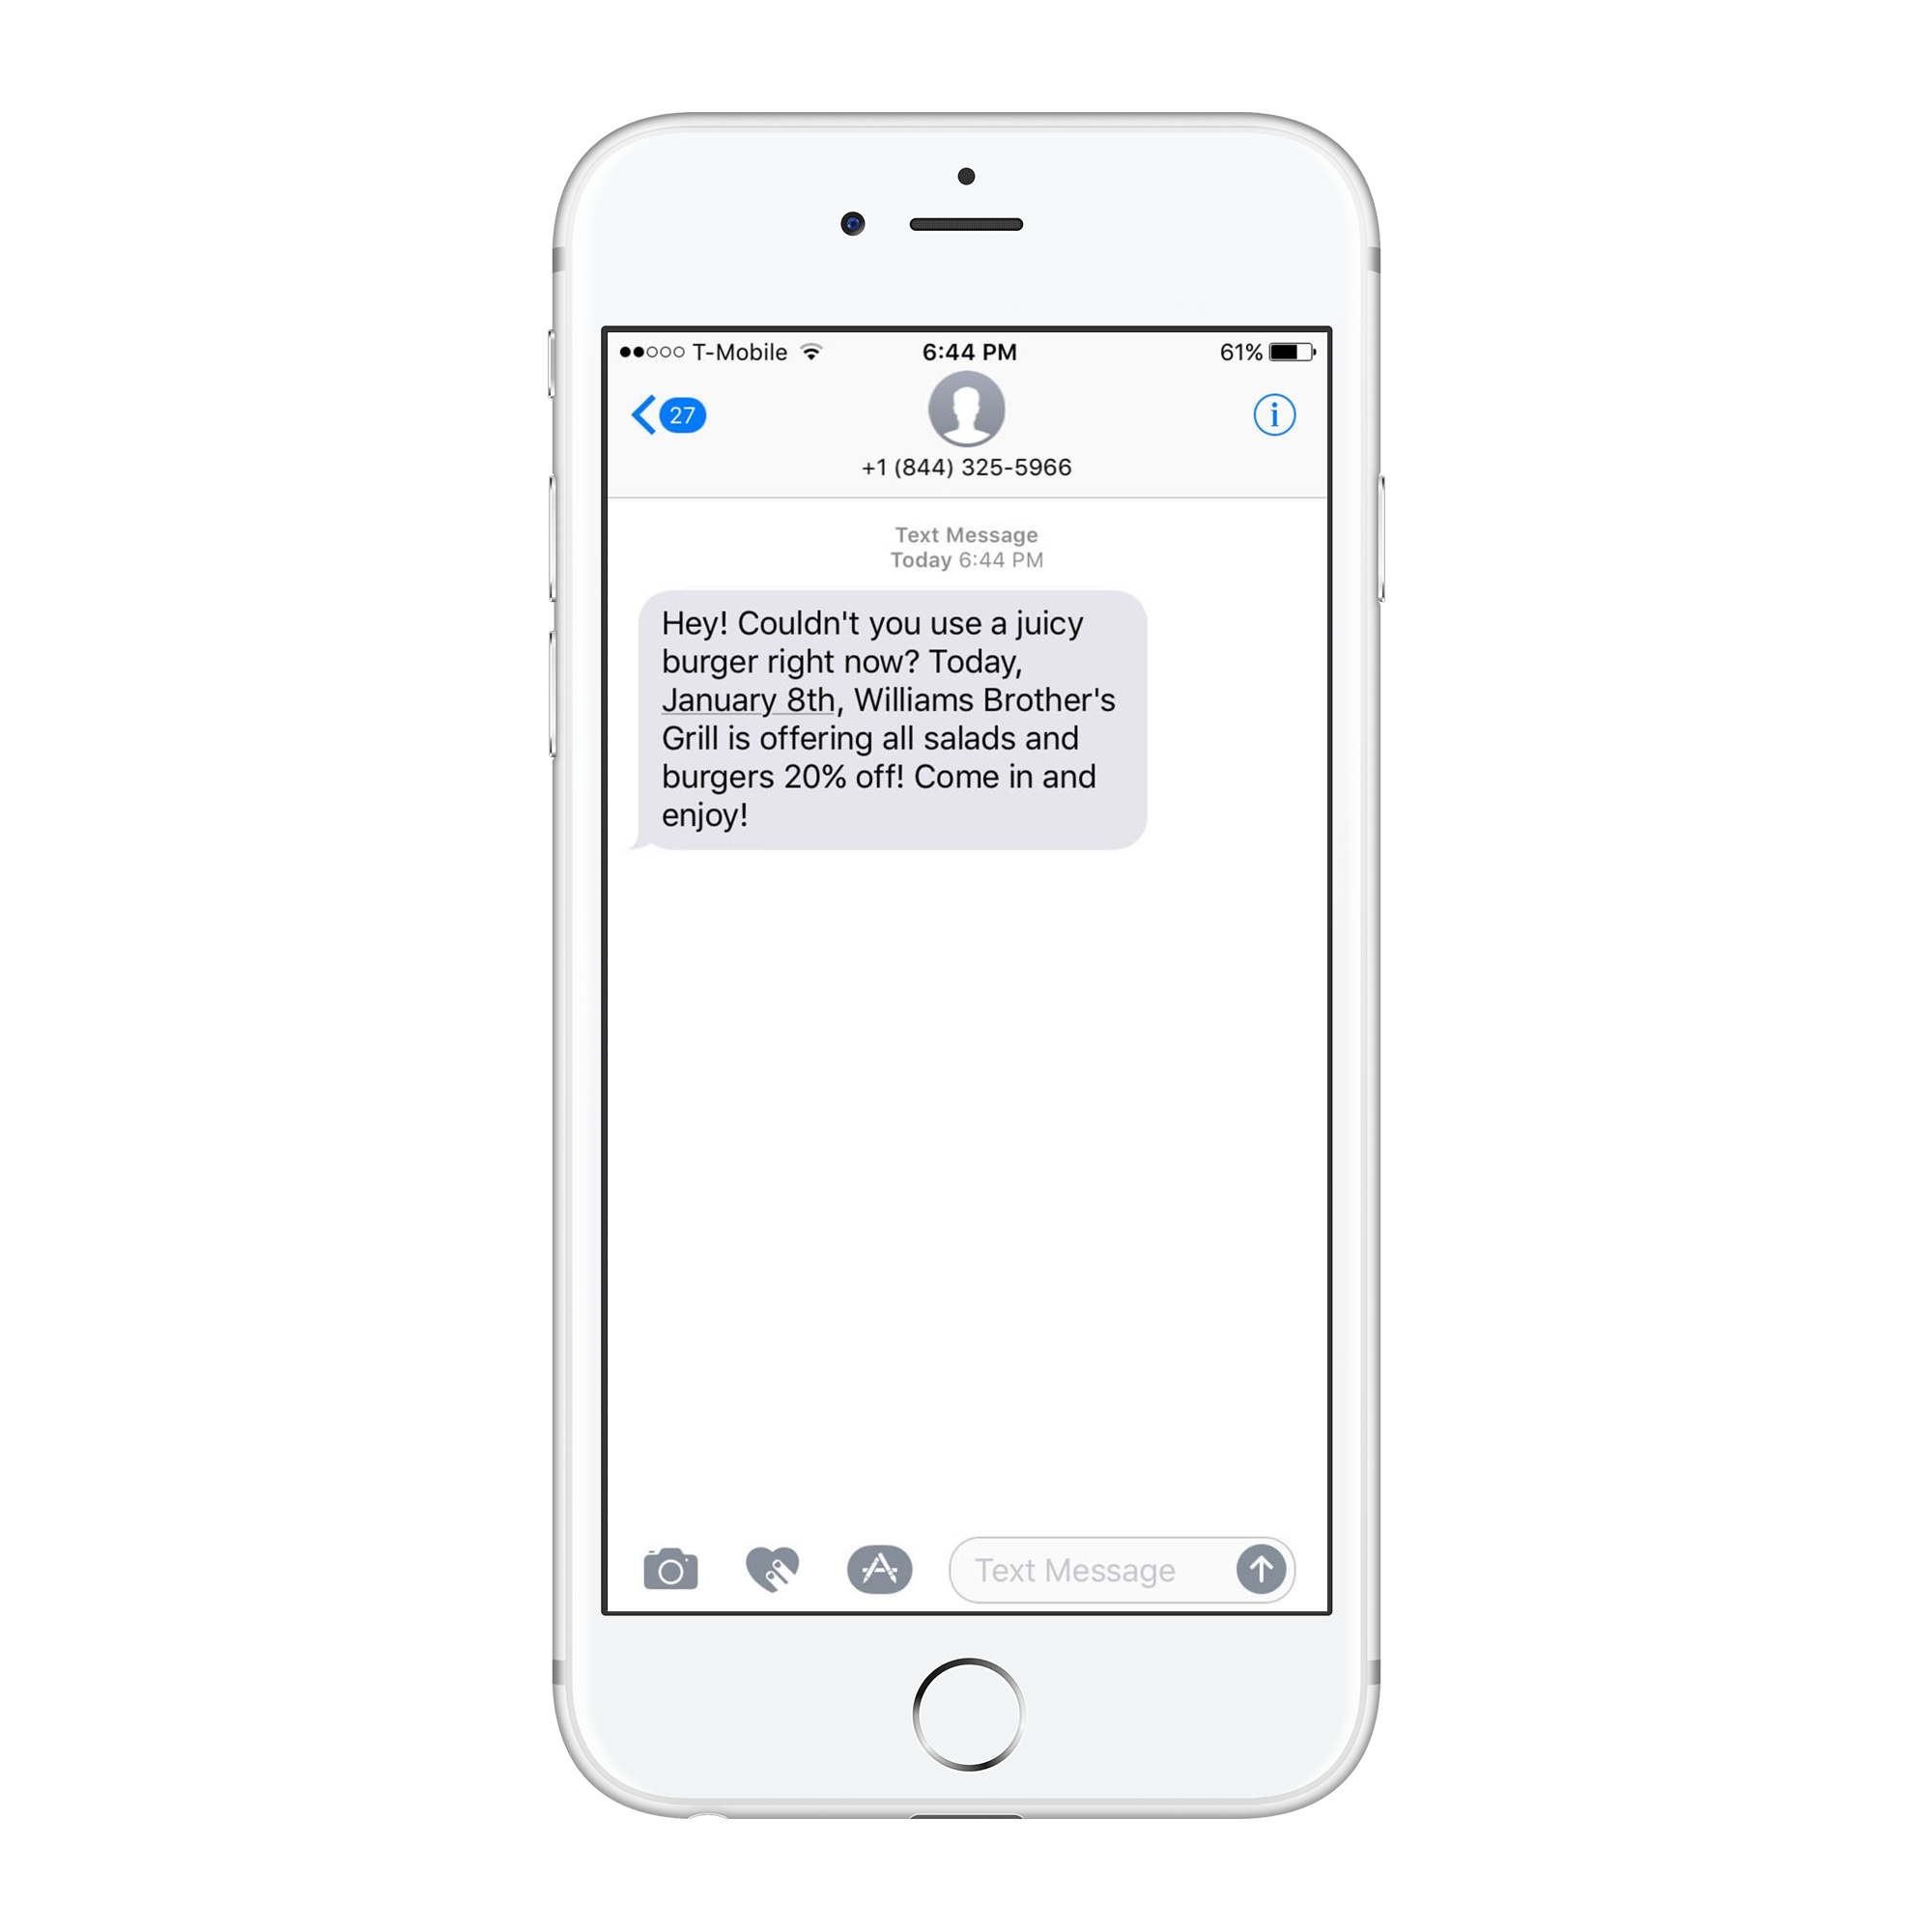 T-Mobile 6:44 PM 61%
27
+1 (844) 325-5966
Text Message
Today 6:44 PM
Hey! Couldn't you use a juicy
burger right now? Today,
January 8th, Williams Brother's
Grill is offering all salads and
burgers 20% off! Come in and
enjoy!
Text Message